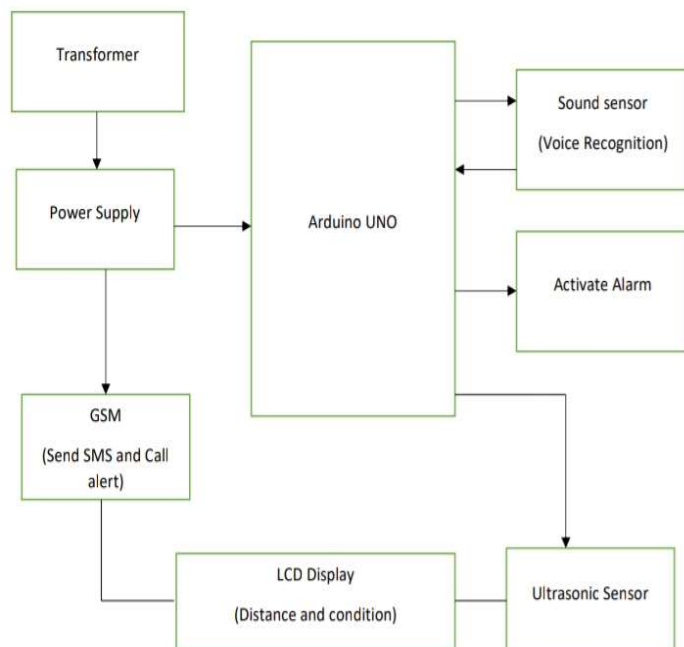 Transformer
Power Supply
Arduino UNO
Sound sensor
(Voice Recognition)
Activate Alarm
GSM
(Send SMS and Call
alert)
LCD Display
(Distance and condition)
Ultrasonic Sensor